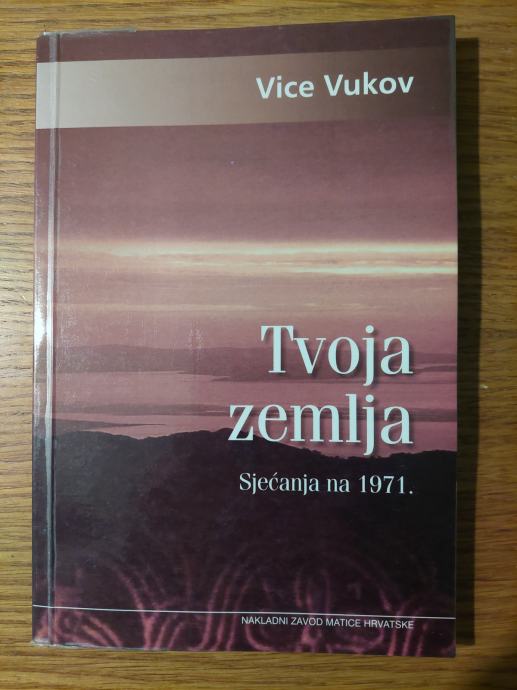 Vice Vukov
Tvoja
zemlja
Sjećanja na 1971.
NAKLADNI ZAVOD MATICE HRVATSKE